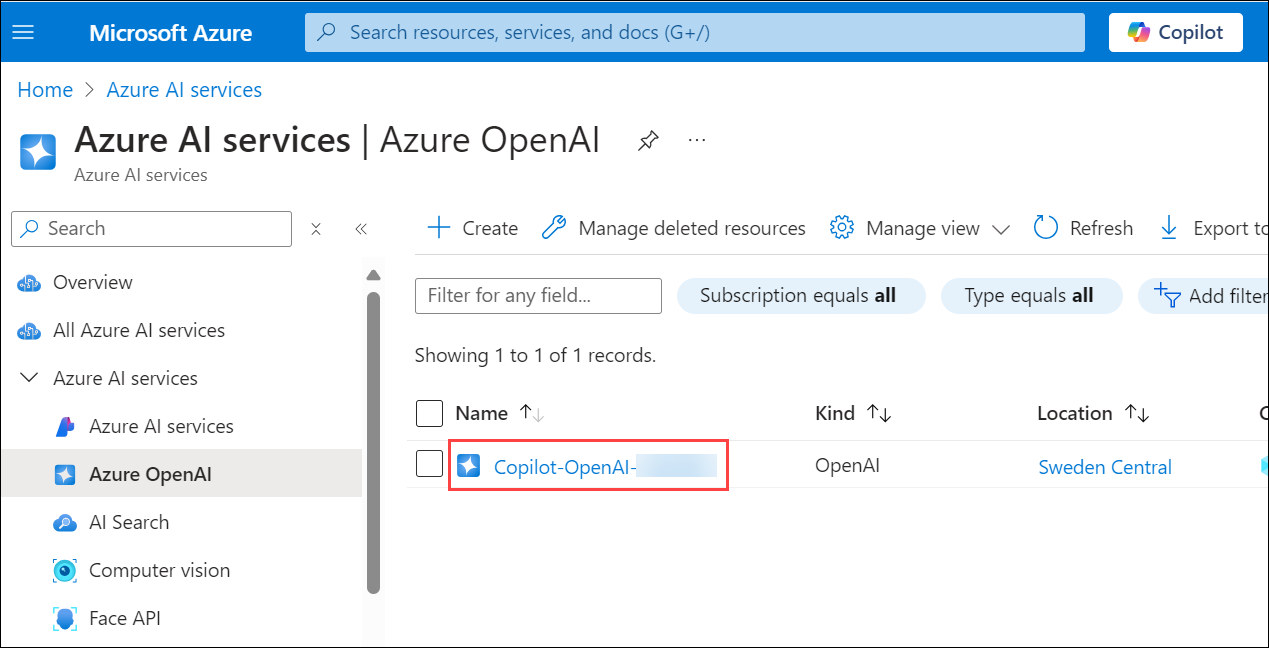 Microsoft Azure
Search resources, services, and docs (G+/)
Copilot
Home > Azure AI services
Azure AI services | Azure OpenAI
...
Azure AI services
Search
Create
Manage deleted resources
Manage view
Refresh
Export to
Overview
All Azure AI services
Azure AI services
Azure AI services
Azure OpenAI
AI Search
Computer vision
Face API
Filter for any field...
Subscription equals all
Type equals all
Add filter
Showing 1 to 1 of 1 records.
Name
Kind
Location
Copilot-OpenAI-
OpenAI
Sweden Central